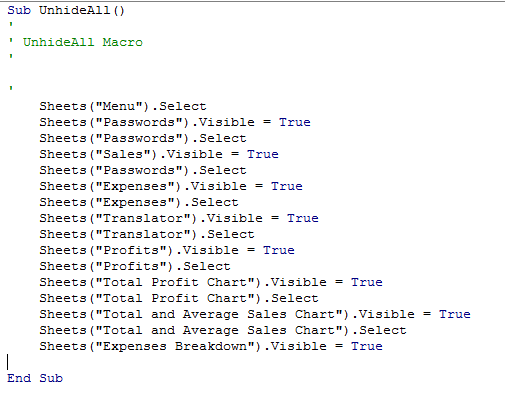 Sub UnhideAll()
'
' UnhideAll Macro
'

'
    Sheets("Menu").Select
    Sheets("Passwords").Visible = True
    Sheets("Passwords").Select
    Sheets("Sales").Visible = True
    Sheets("Passwords").Select
    Sheets("Expenses").Visible = True
    Sheets("Expenses").Select
    Sheets("Translator").Visible = True
    Sheets("Translator").Select
    Sheets("Profits").Visible = True
    Sheets("Profits").Select
    Sheets("Total Profit Chart").Visible = True
    Sheets("Total Profit Chart").Select
    Sheets("Total and Average Sales Chart").Visible = True
    Sheets("Total and Average Sales Chart").Select
    Sheets("Expenses Breakdown").Visible = True

End Sub